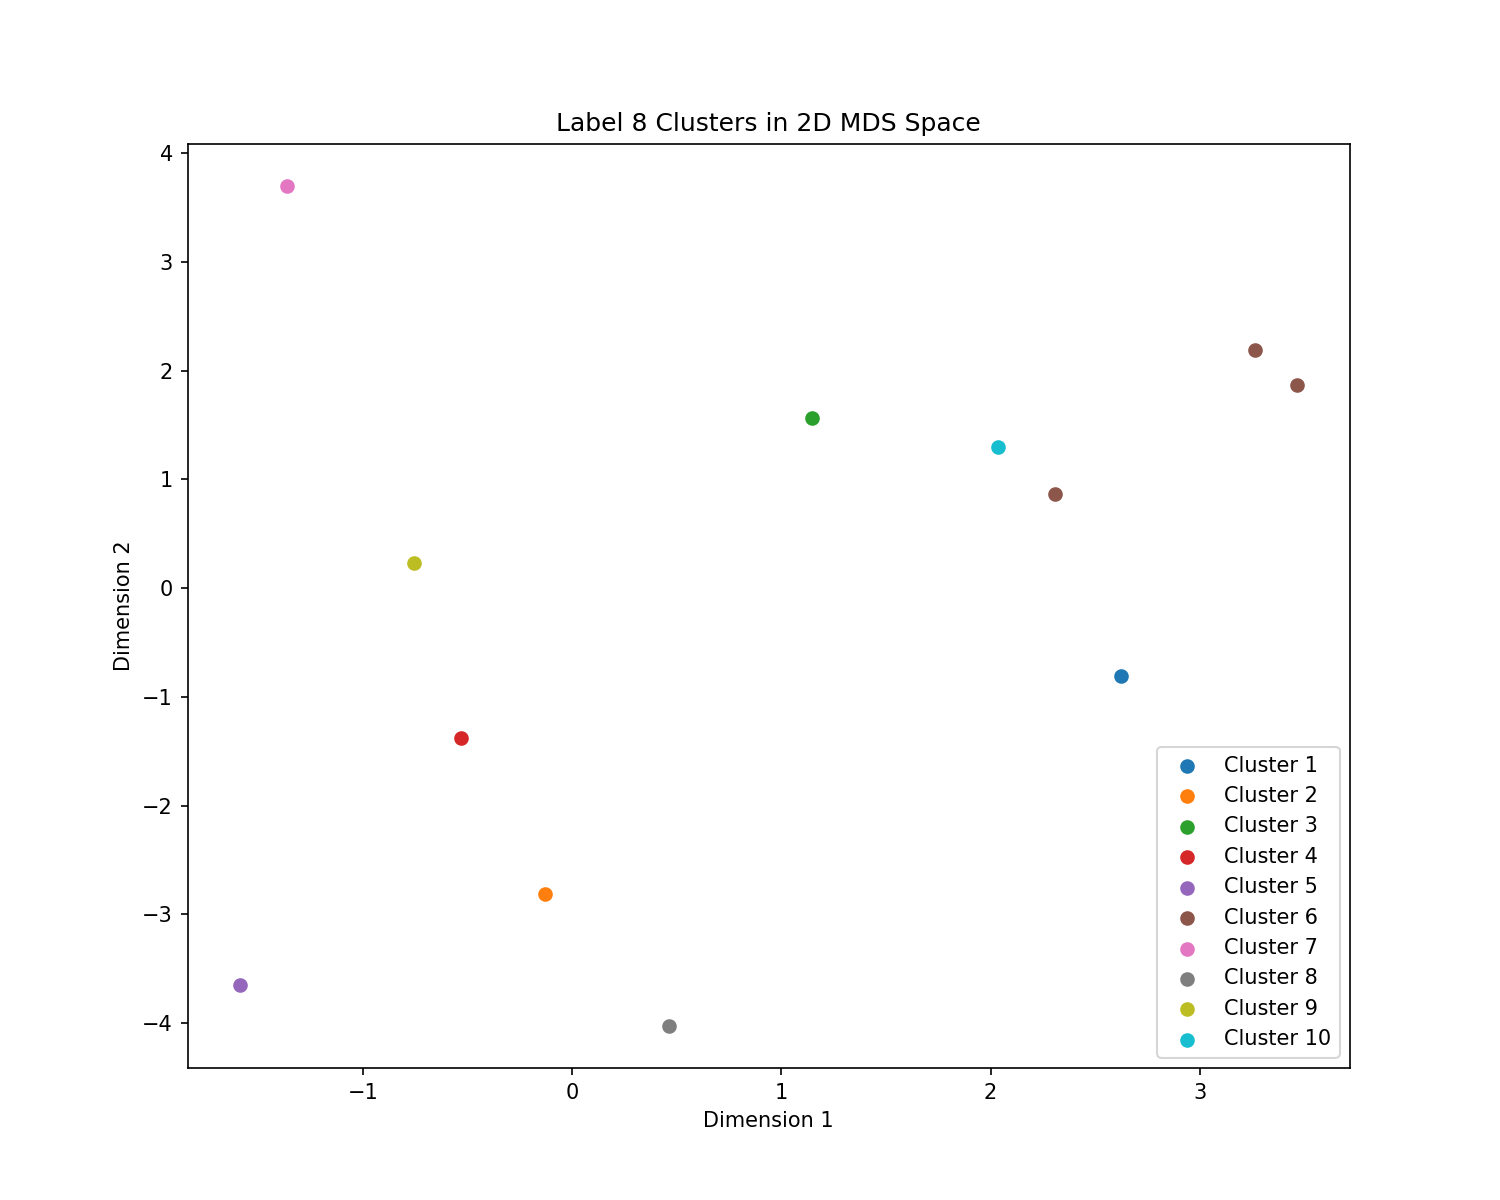 Label 8 Clusters in 2D MDS Space
4
3
2
1
0
−1
−2
−3
−4
Dimension 2
−1
0
1
2
3
Dimension 1
Cluster 1
Cluster 2
Cluster 3
Cluster 4
Cluster 5
Cluster 6
Cluster 7
Cluster 8
Cluster 9
Cluster 10